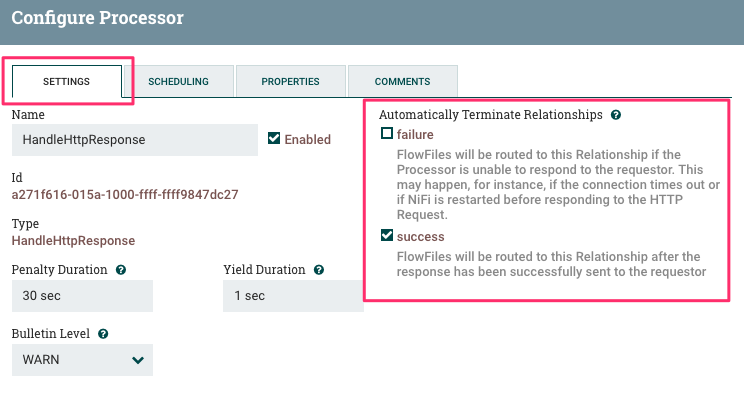 Configure Processor
SETTINGS
SCHEDULING
PROPERTIES
COMMENTS
Name
HandleHttpResponse
Enabled
Id
a271f616-015a-1000-ffff-ffff9847dc27
Type
HandleHttpResponse
Penalty Duration ?
Yield Duration ?
30 sec
1 sec
Bulletin Level ?
WARN
Automatically Terminate Relationships ?
failure
FlowFiles will be routed to this Relationship if the
Processor is unable to respond to the requestor. This
may happen, for instance, if the connection times out or
if NiFi is restarted before responding to the HTTP
Request.
success
FlowFiles will be routed to this Relationship after the
response has been successfully sent to the requestor